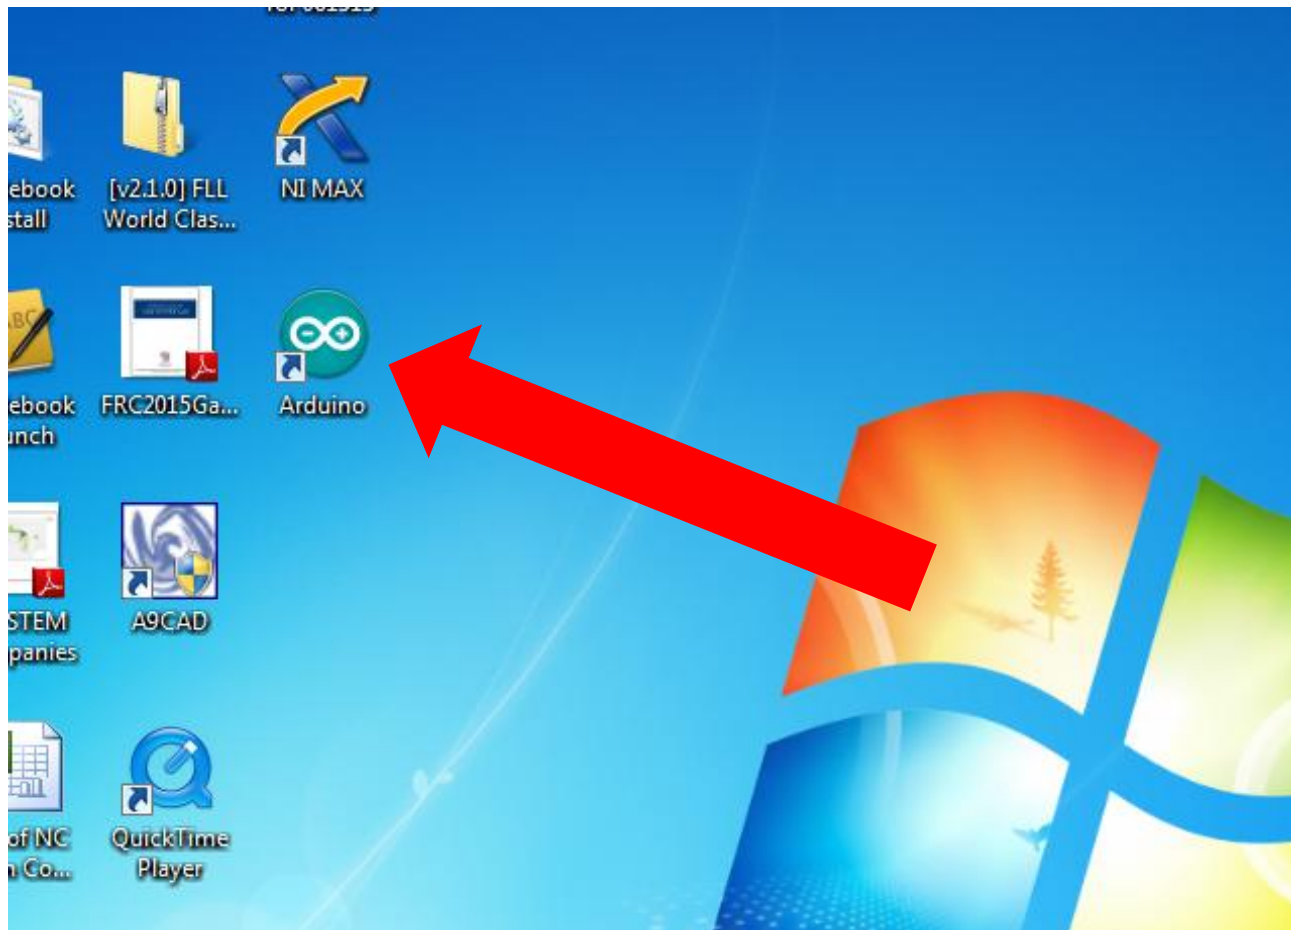 ebook
stall
[v2.1.0] FLL
World Clas...
NI MAX
ABC
ebook
unch
FRC2015Ga...
Arduino
STEM
panies
A9CAD
of NC
n Co...
QuickTime
Player